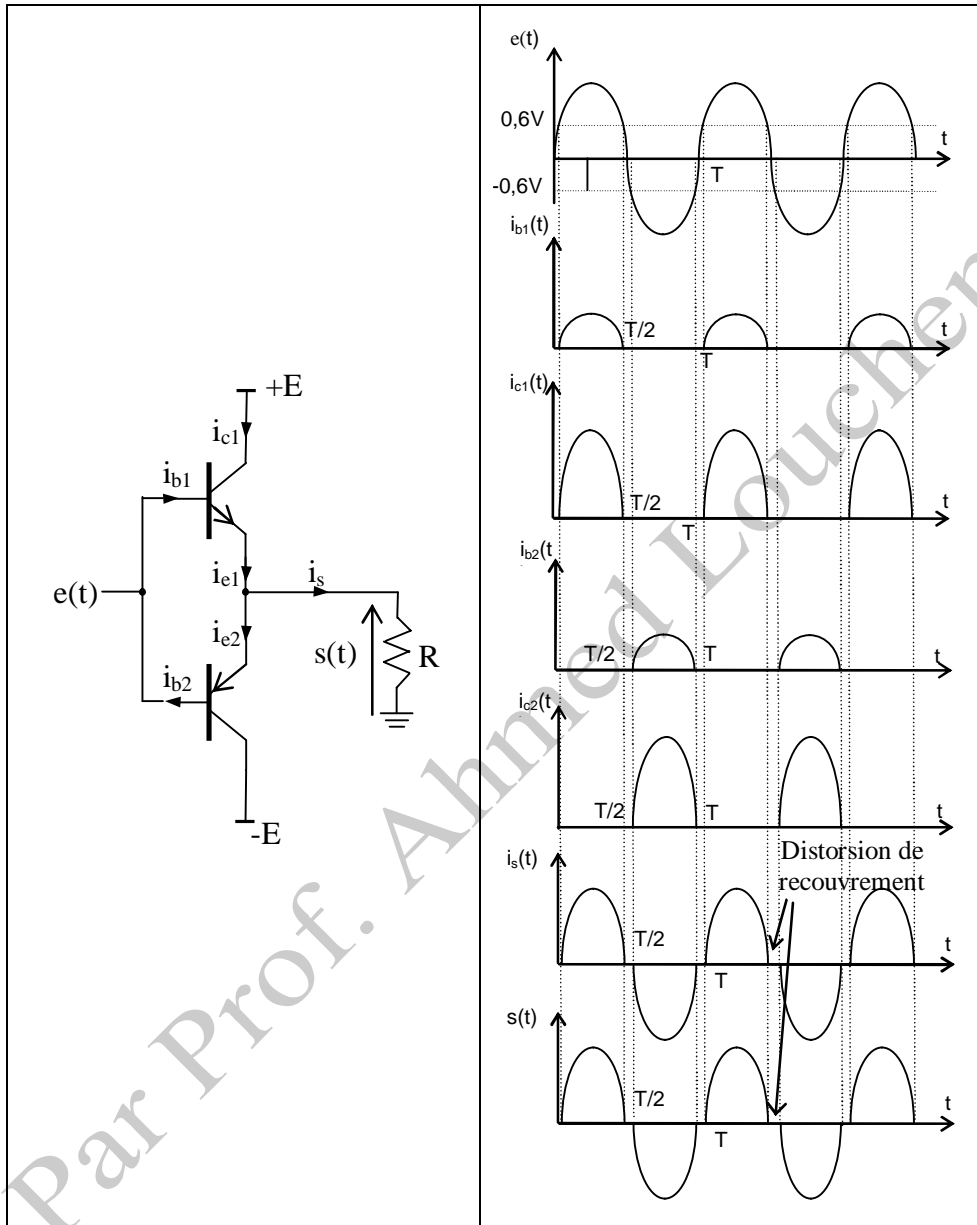 +E
i_c1
i_b1
e(t)
i_e1
i_s
i_e2
s(t)
R
i_b2
-E
e(t)
0,6V
t
T
-0,6V
i_b1(t)
T/2
t
T
i_c1(t)
T/2
t
T
i_b2(t
T/2
T
t
i_c2(t
T/2
T
t
Distorsion de
recouvrement
i_s(t)
T/2
t
T
s(t)
T/2
t
T
Par Prof. Ahmed Loucher